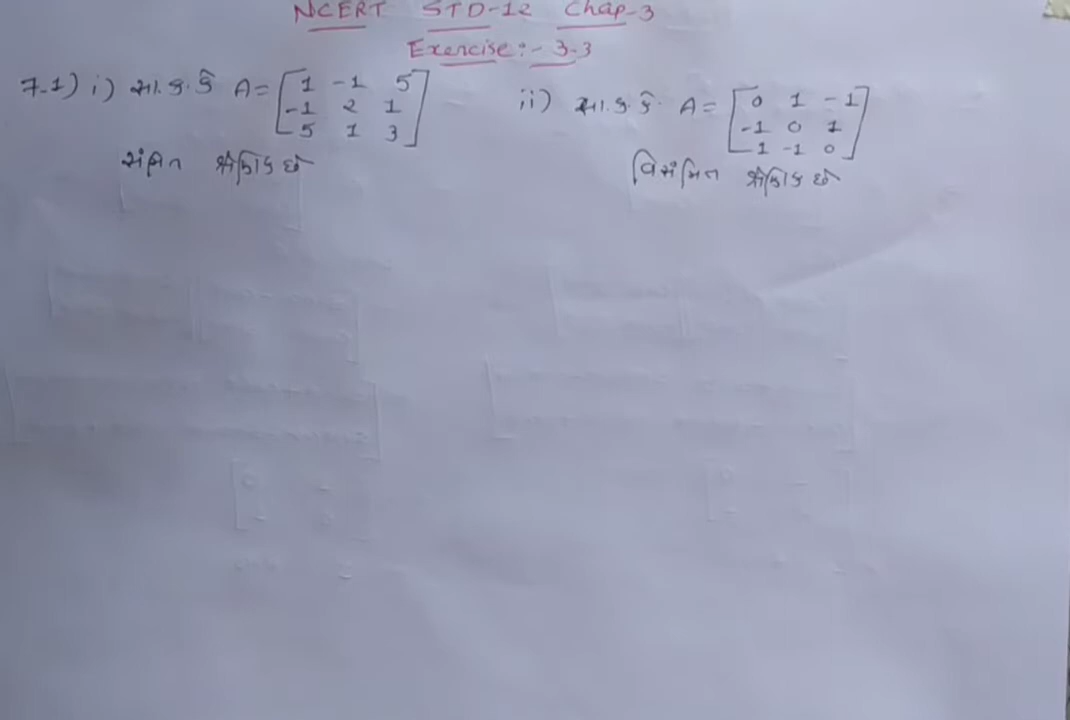 NCERT STD-12 Chap-3
Exercise:- 3.3
7.1) i) સા.ક.કે A = [ 1 -1 5
-1 2 1
5 1 3 ]
સંમિત શ્રેણિક છે
ii) સા.ક.કે. A = [ 0 1 -1
-1 0 1
1 -1 0 ]
વિસંમિત શ્રેણિક છે